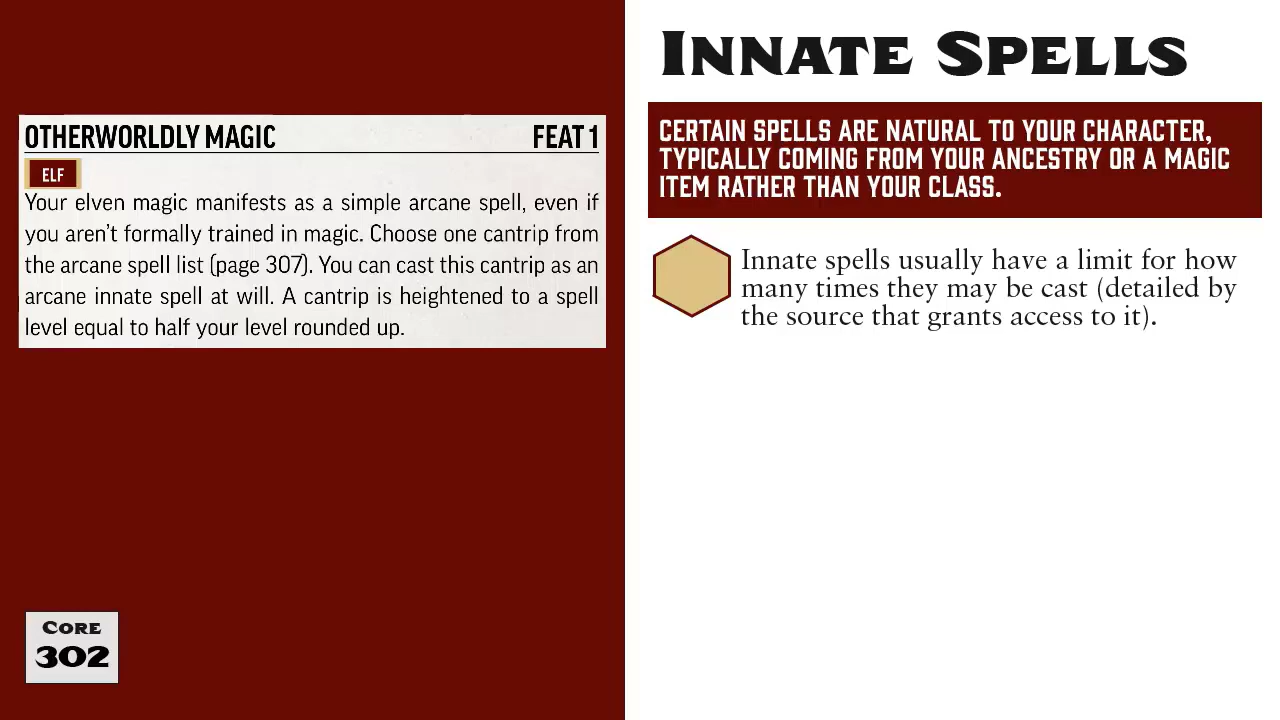 OTHERWORLDLY MAGIC FEAT 1
ELF
Your elven magic manifests as a simple arcane spell, even if
you aren't formally trained in magic. Choose one cantrip from
the arcane spell list (page 307). You can cast this cantrip as an
arcane innate spell at will. A cantrip is heightened to a spell
level equal to half your level rounded up.
CORE
302
INNATE SPELLS
CERTAIN SPELLS ARE NATURAL TO YOUR CHARACTER,
TYPICALLY COMING FROM YOUR ANCESTRY OR A MAGIC
ITEM RATHER THAN YOUR CLASS.
Innate spells usually have a limit for how
many times they may be cast (detailed by
the source that grants access to it).